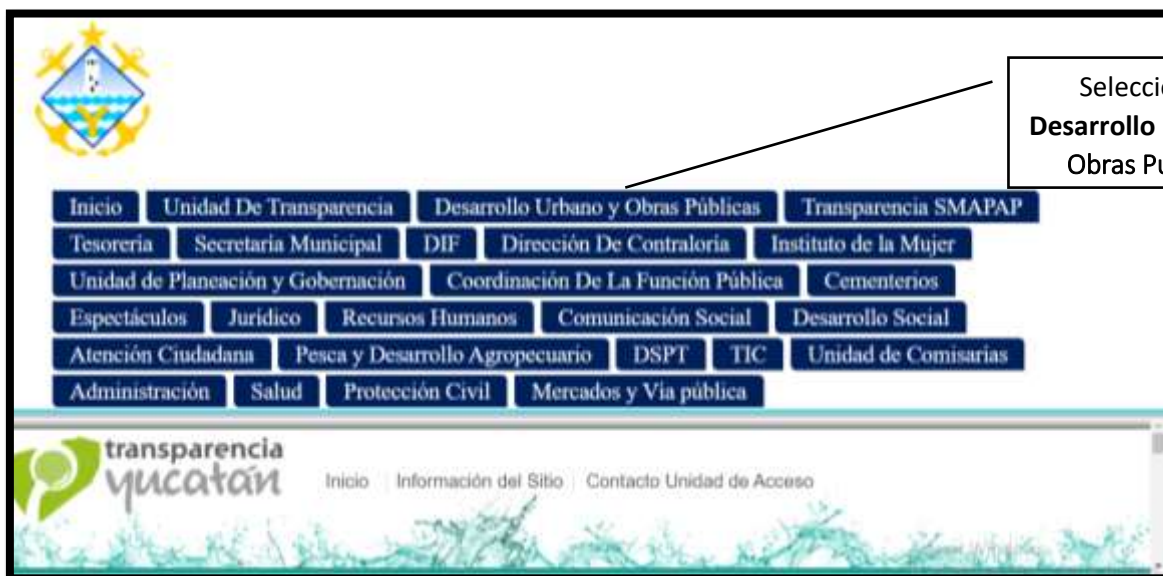 Selecci
Desarrollo
Obras Pú
Inicio Unidad De Transparencia Desarrollo Urbano y Obras Públicas Transparencia SMAPAP
Tesorería Secretaria Municipal DIF Dirección De Contraloría Instituto de la Mujer
Unidad de Planeación y Gobernación Coordinación De La Función Pública Cementerios
Espectáculos Jurídico Recursos Humanos Comunicación Social Desarrollo Social
Atención Ciudadana Pesca y Desarrollo Agropecuario DSPT TIC Unidad de Comisarías
Administración Salud Protección Civil Mercados y Vía pública
transparencia
yucatán
Inicio Información del Sitio Contacto Unidad de Acceso